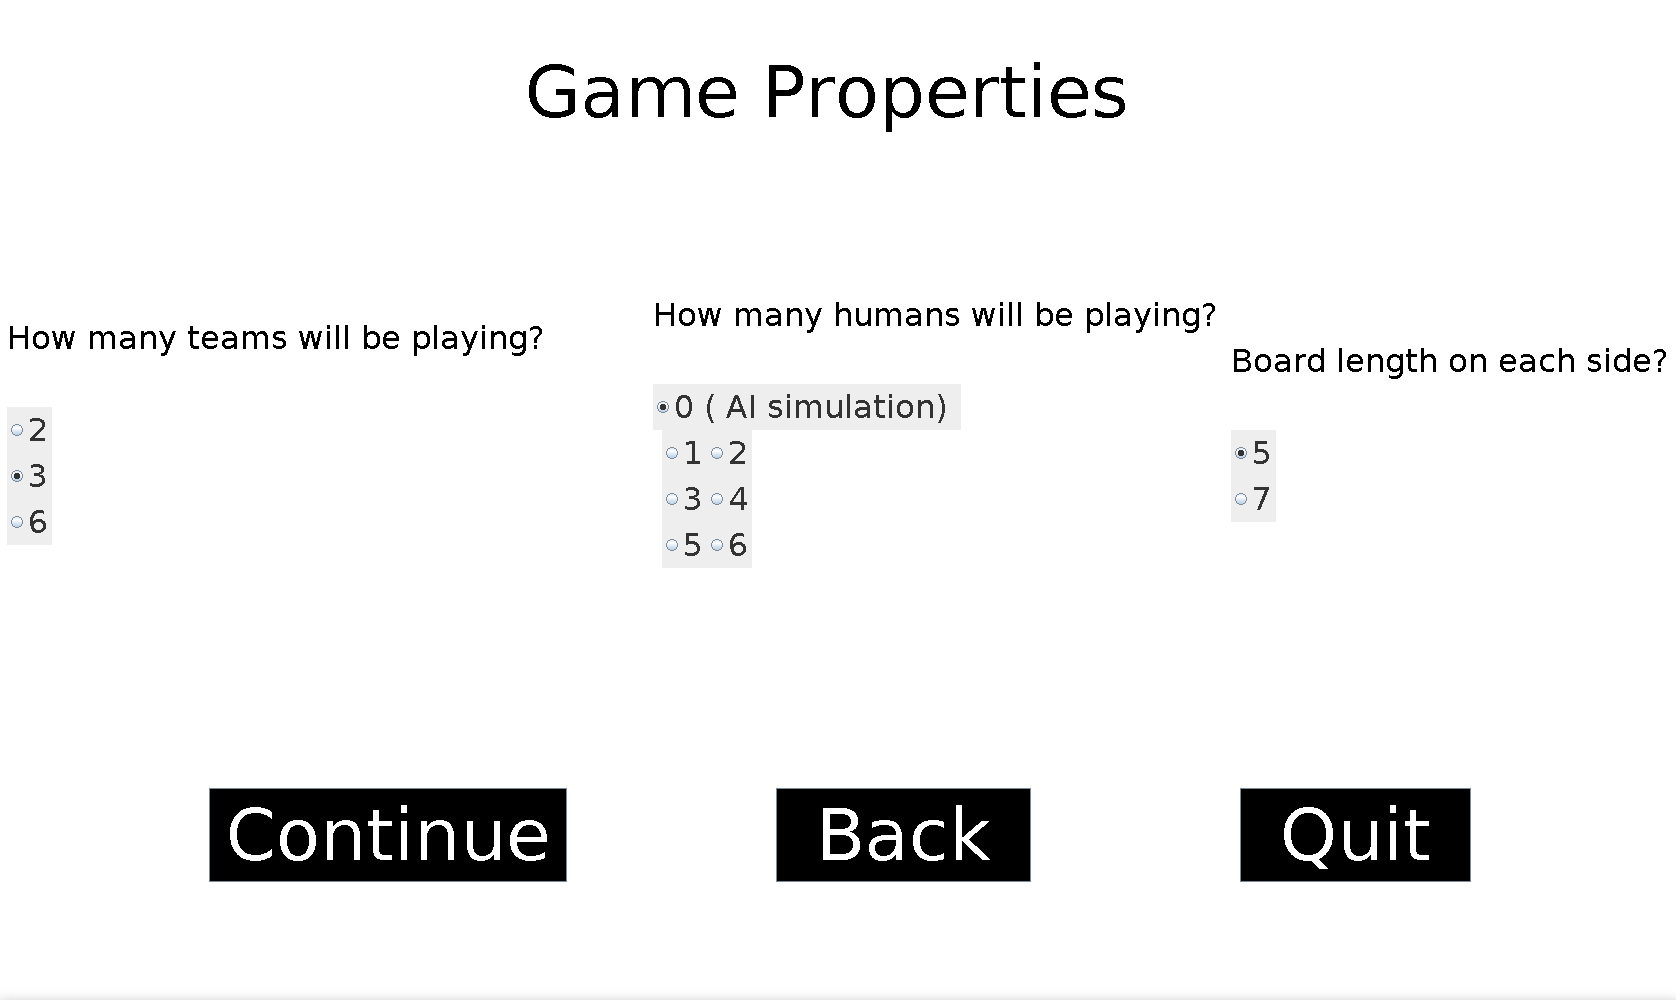 Game Properties
How many teams will be playing?
2
3
6
How many humans will be playing?
0 ( AI simulation)
1 2
3 4
5 6
Board length on each side?
5
7
Continue
Back
Quit